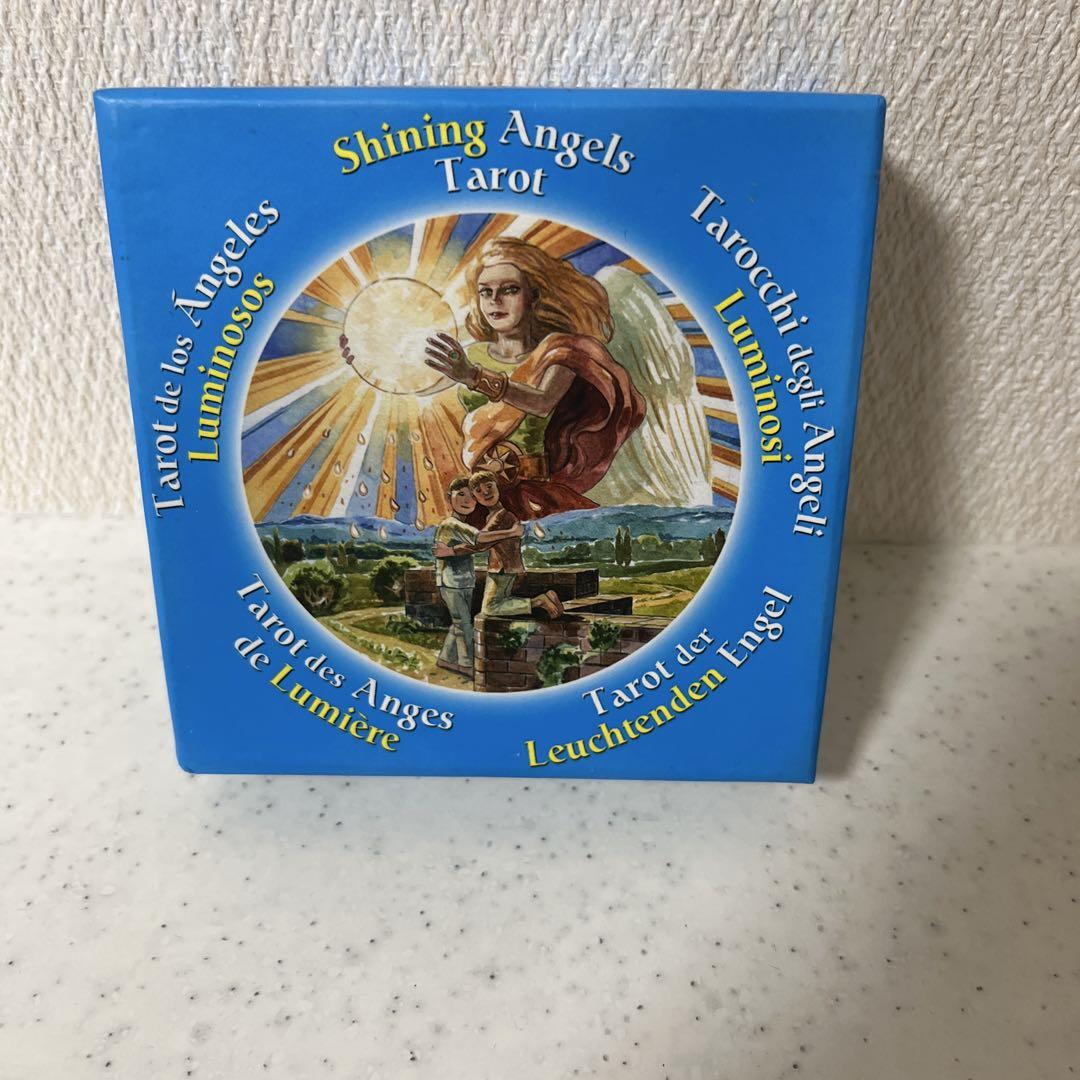 Shining Angels
Tarot
Tarocchi degli Angeli
Luminosi
Tarot der
Leuchtenden Engel
Tarot des Anges
de Lumière
Tarot de los Ángeles
Luminosos